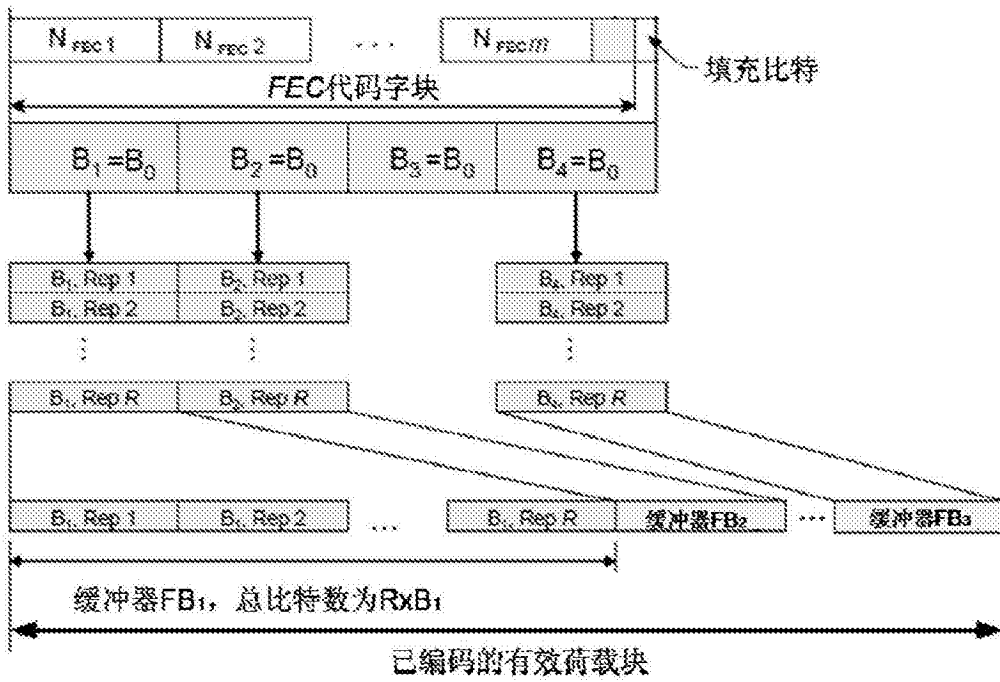 N FEC 1 N FEC 2 ... N FEC m
填充比特
FEC代码字块
B1=B0 B2=B0 B3=B0 B4=B0
B1, Rep 1 B2, Rep 1 B4, Rep 1
B1, Rep 2 B2, Rep 2 B4, Rep 2
⋮ ⋮ ⋮
B1, Rep R B2, Rep R B4, Rep R
B1, Rep 1 B1, Rep 2 ... B1, Rep R 缓冲器FB2 ... 缓冲器FB3
缓冲器FB1，总比特数为RxB1
已编码的有效荷载块